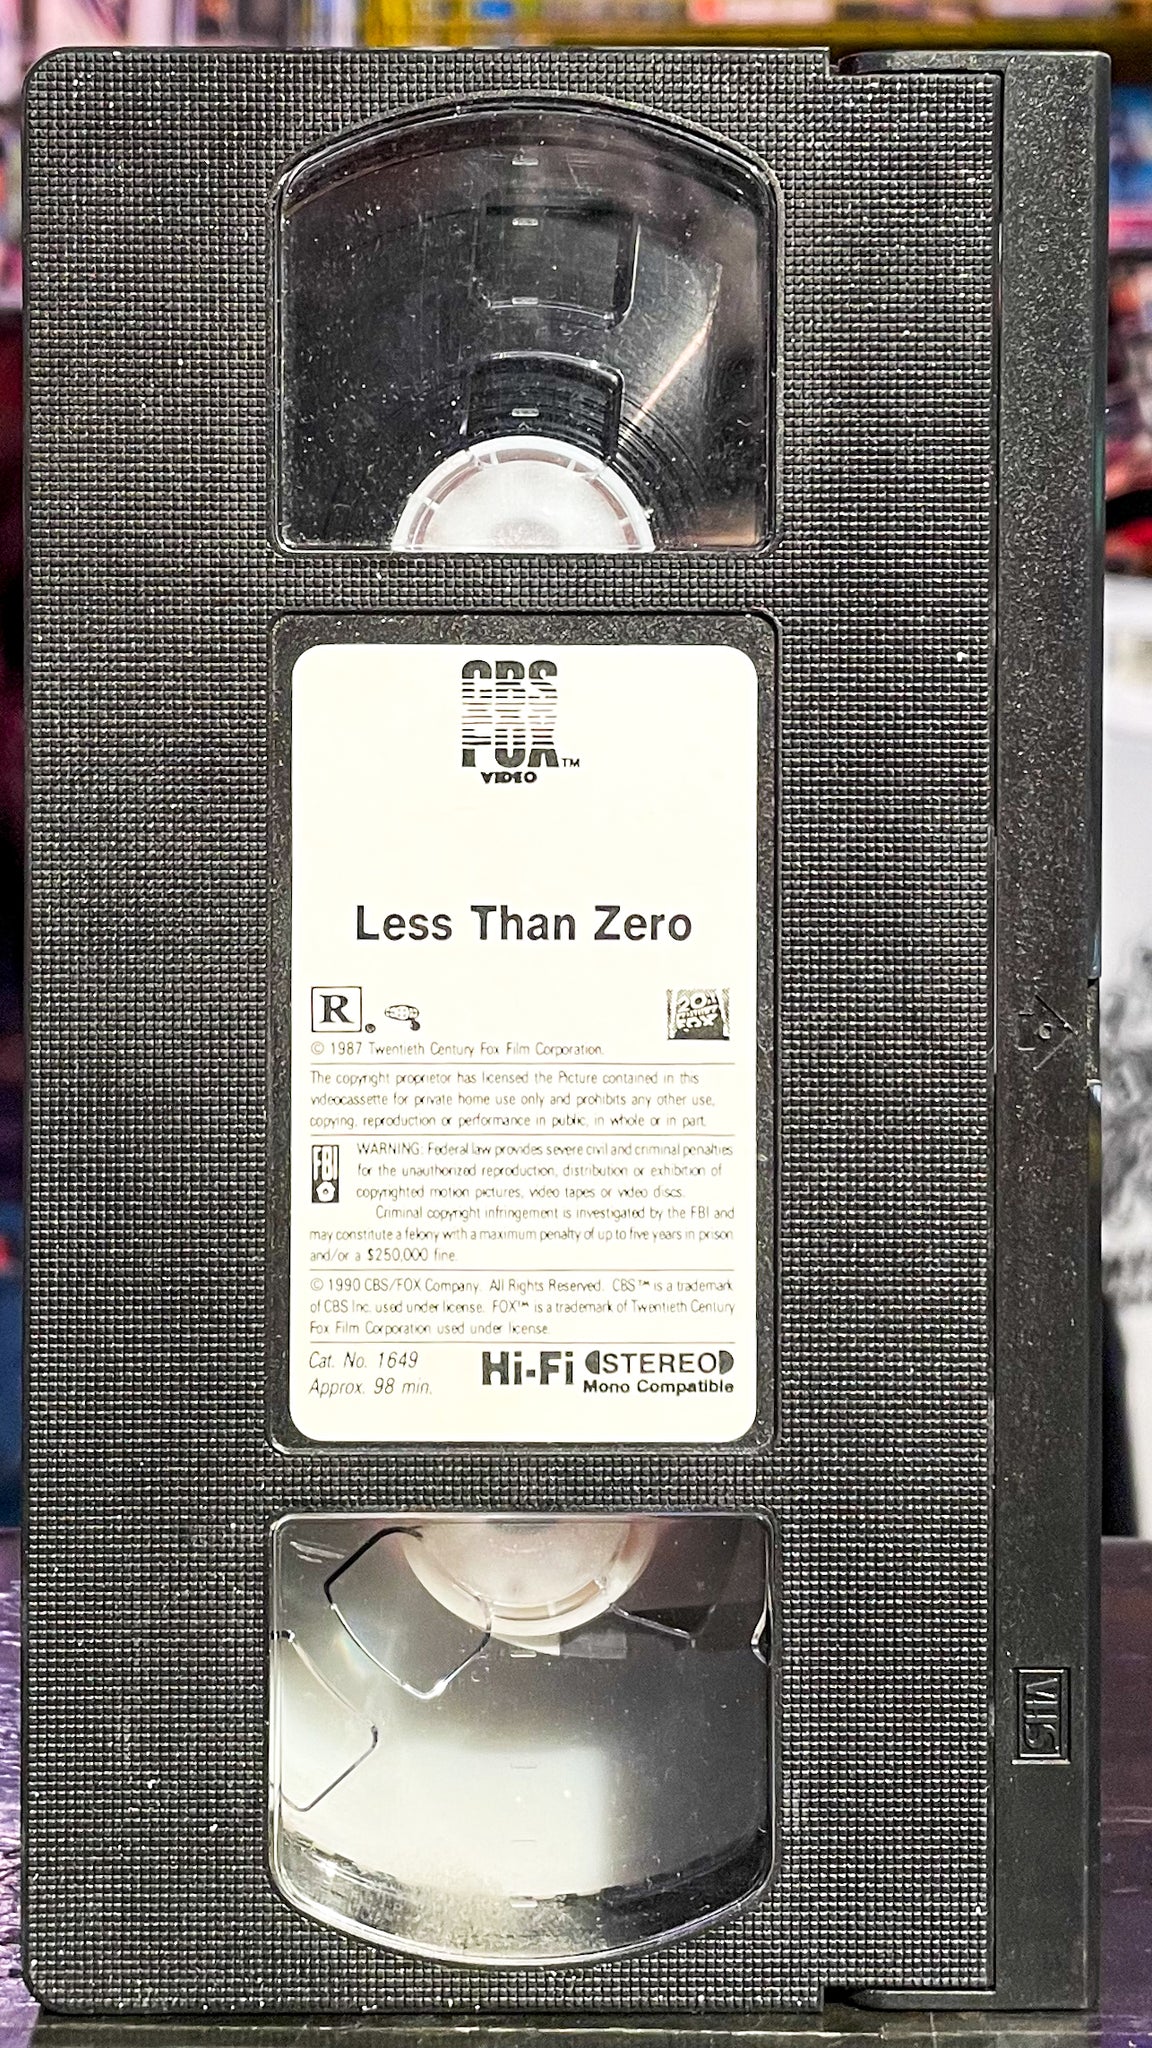 CBS
FOX™
VIDEO
Less Than Zero
R®
20th
CENTURY
FOX
© 1987 Twentieth Century Fox Film Corporation.
The copyright proprietor has licensed the Picture contained in this
videocassette for private home use only and prohibits any other use,
copying, reproduction or performance in public, in whole or in part.
FBI
WARNING: Federal law provides severe civil and criminal penalties
for the unauthorized reproduction, distribution or exhibition of
copyrighted motion pictures, video tapes or video discs.
Criminal copyright infringement is investigated by the FBI and
may constitute a felony with a maximum penalty of up to five years in prison
and/or a $250,000 fine.
© 1990 CBS/FOX Company. All Rights Reserved. CBS™ is a trademark
of CBS Inc. used under license. FOX™ is a trademark of Twentieth Century
Fox Film Corporation used under license.
Cat. No. 1649
Approx. 98 min.
Hi-Fi STEREO
Mono Compatible
VHS